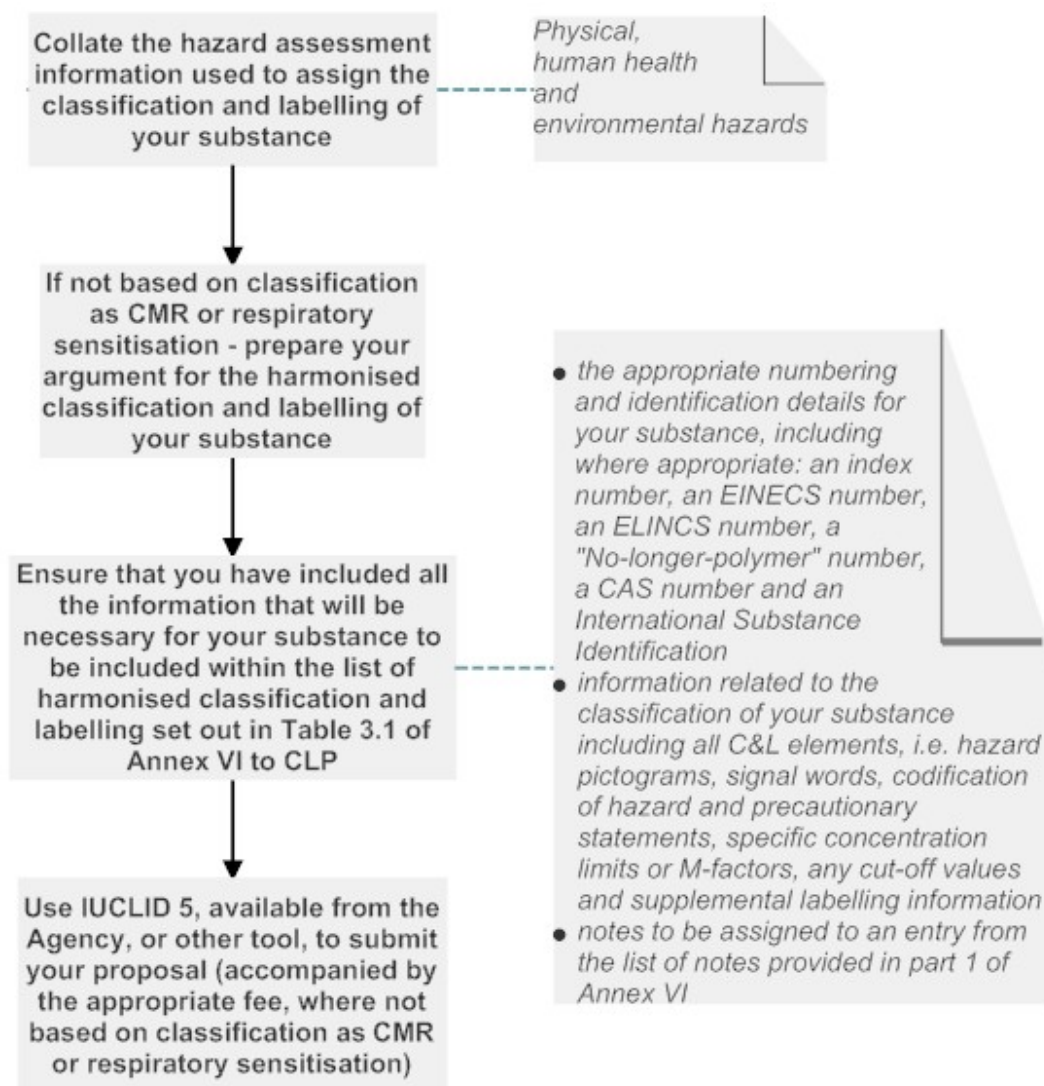 Collate the hazard assessment
information used to assign the
classification and labelling of
your substance
Physical,
human health
and
environmental hazards
If not based on classification
as CMR or respiratory
sensitisation - prepare your
argument for the harmonised
classification and labelling of
your substance
Ensure that you have included all
the information that will be
necessary for your substance to
be included within the list of
harmonised classification and
labelling set out in Table 3.1 of
Annex VI to CLP
• the appropriate numbering
and identification details for
your substance, including
where appropriate: an index
number, an EINECS number,
an ELINCS number, a
"No-longer-polymer" number,
a CAS number and an
International Substance
Identification
• information related to the
classification of your substance
including all C&L elements, i.e. hazard
pictograms, signal words, codification
of hazard and precautionary
statements, specific concentration
limits or M-factors, any cut-off values
and supplemental labelling information
• notes to be assigned to an entry from
the list of notes provided in part 1 of
Annex VI
Use IUCLID 5, available from the
Agency, or other tool, to submit
your proposal (accompanied by
the appropriate fee, where not
based on classification as CMR
or respiratory sensitisation)